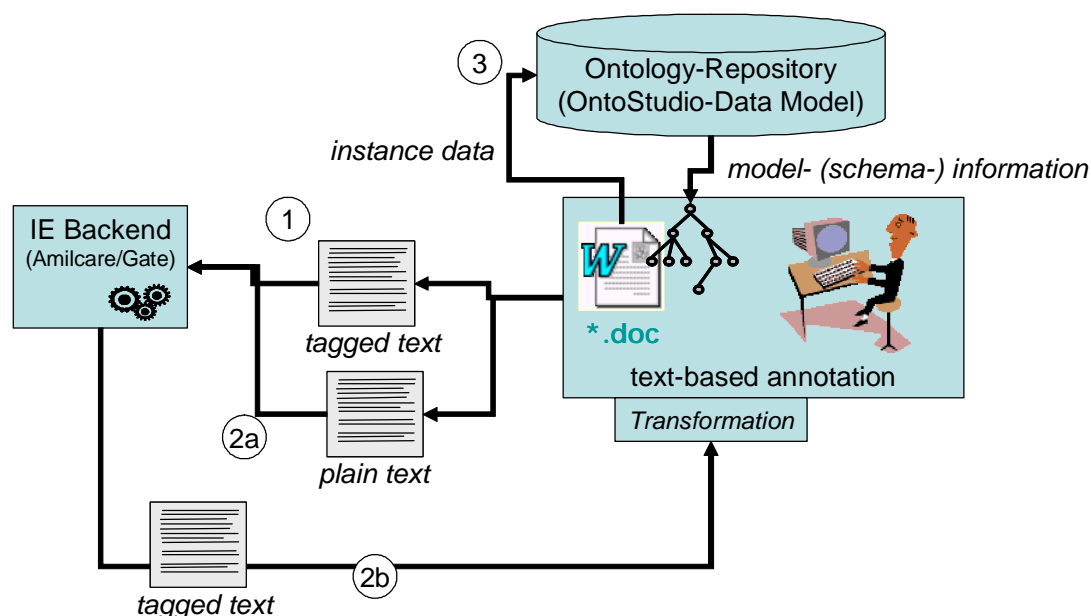 3
Ontology-Repository
(OntoStudio-Data Model)
instance data
model- (schema-) information
1
IE Backend
(Amilcare/Gate)
W
*.doc
tagged text
text-based annotation
Transformation
2a
plain text
2b
tagged text